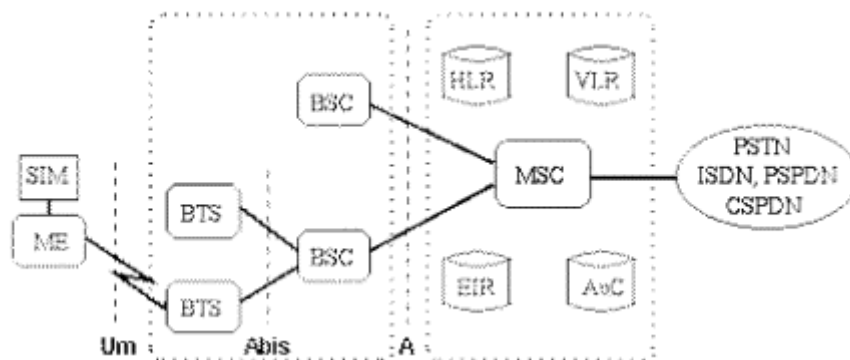 HLR
VLR
BSC
PSTN
ISDN, PSPDN
CSPDN
MSC
SIM
BTS
ME
BSC
EIR
AuC
BTS
Um
Abis
A